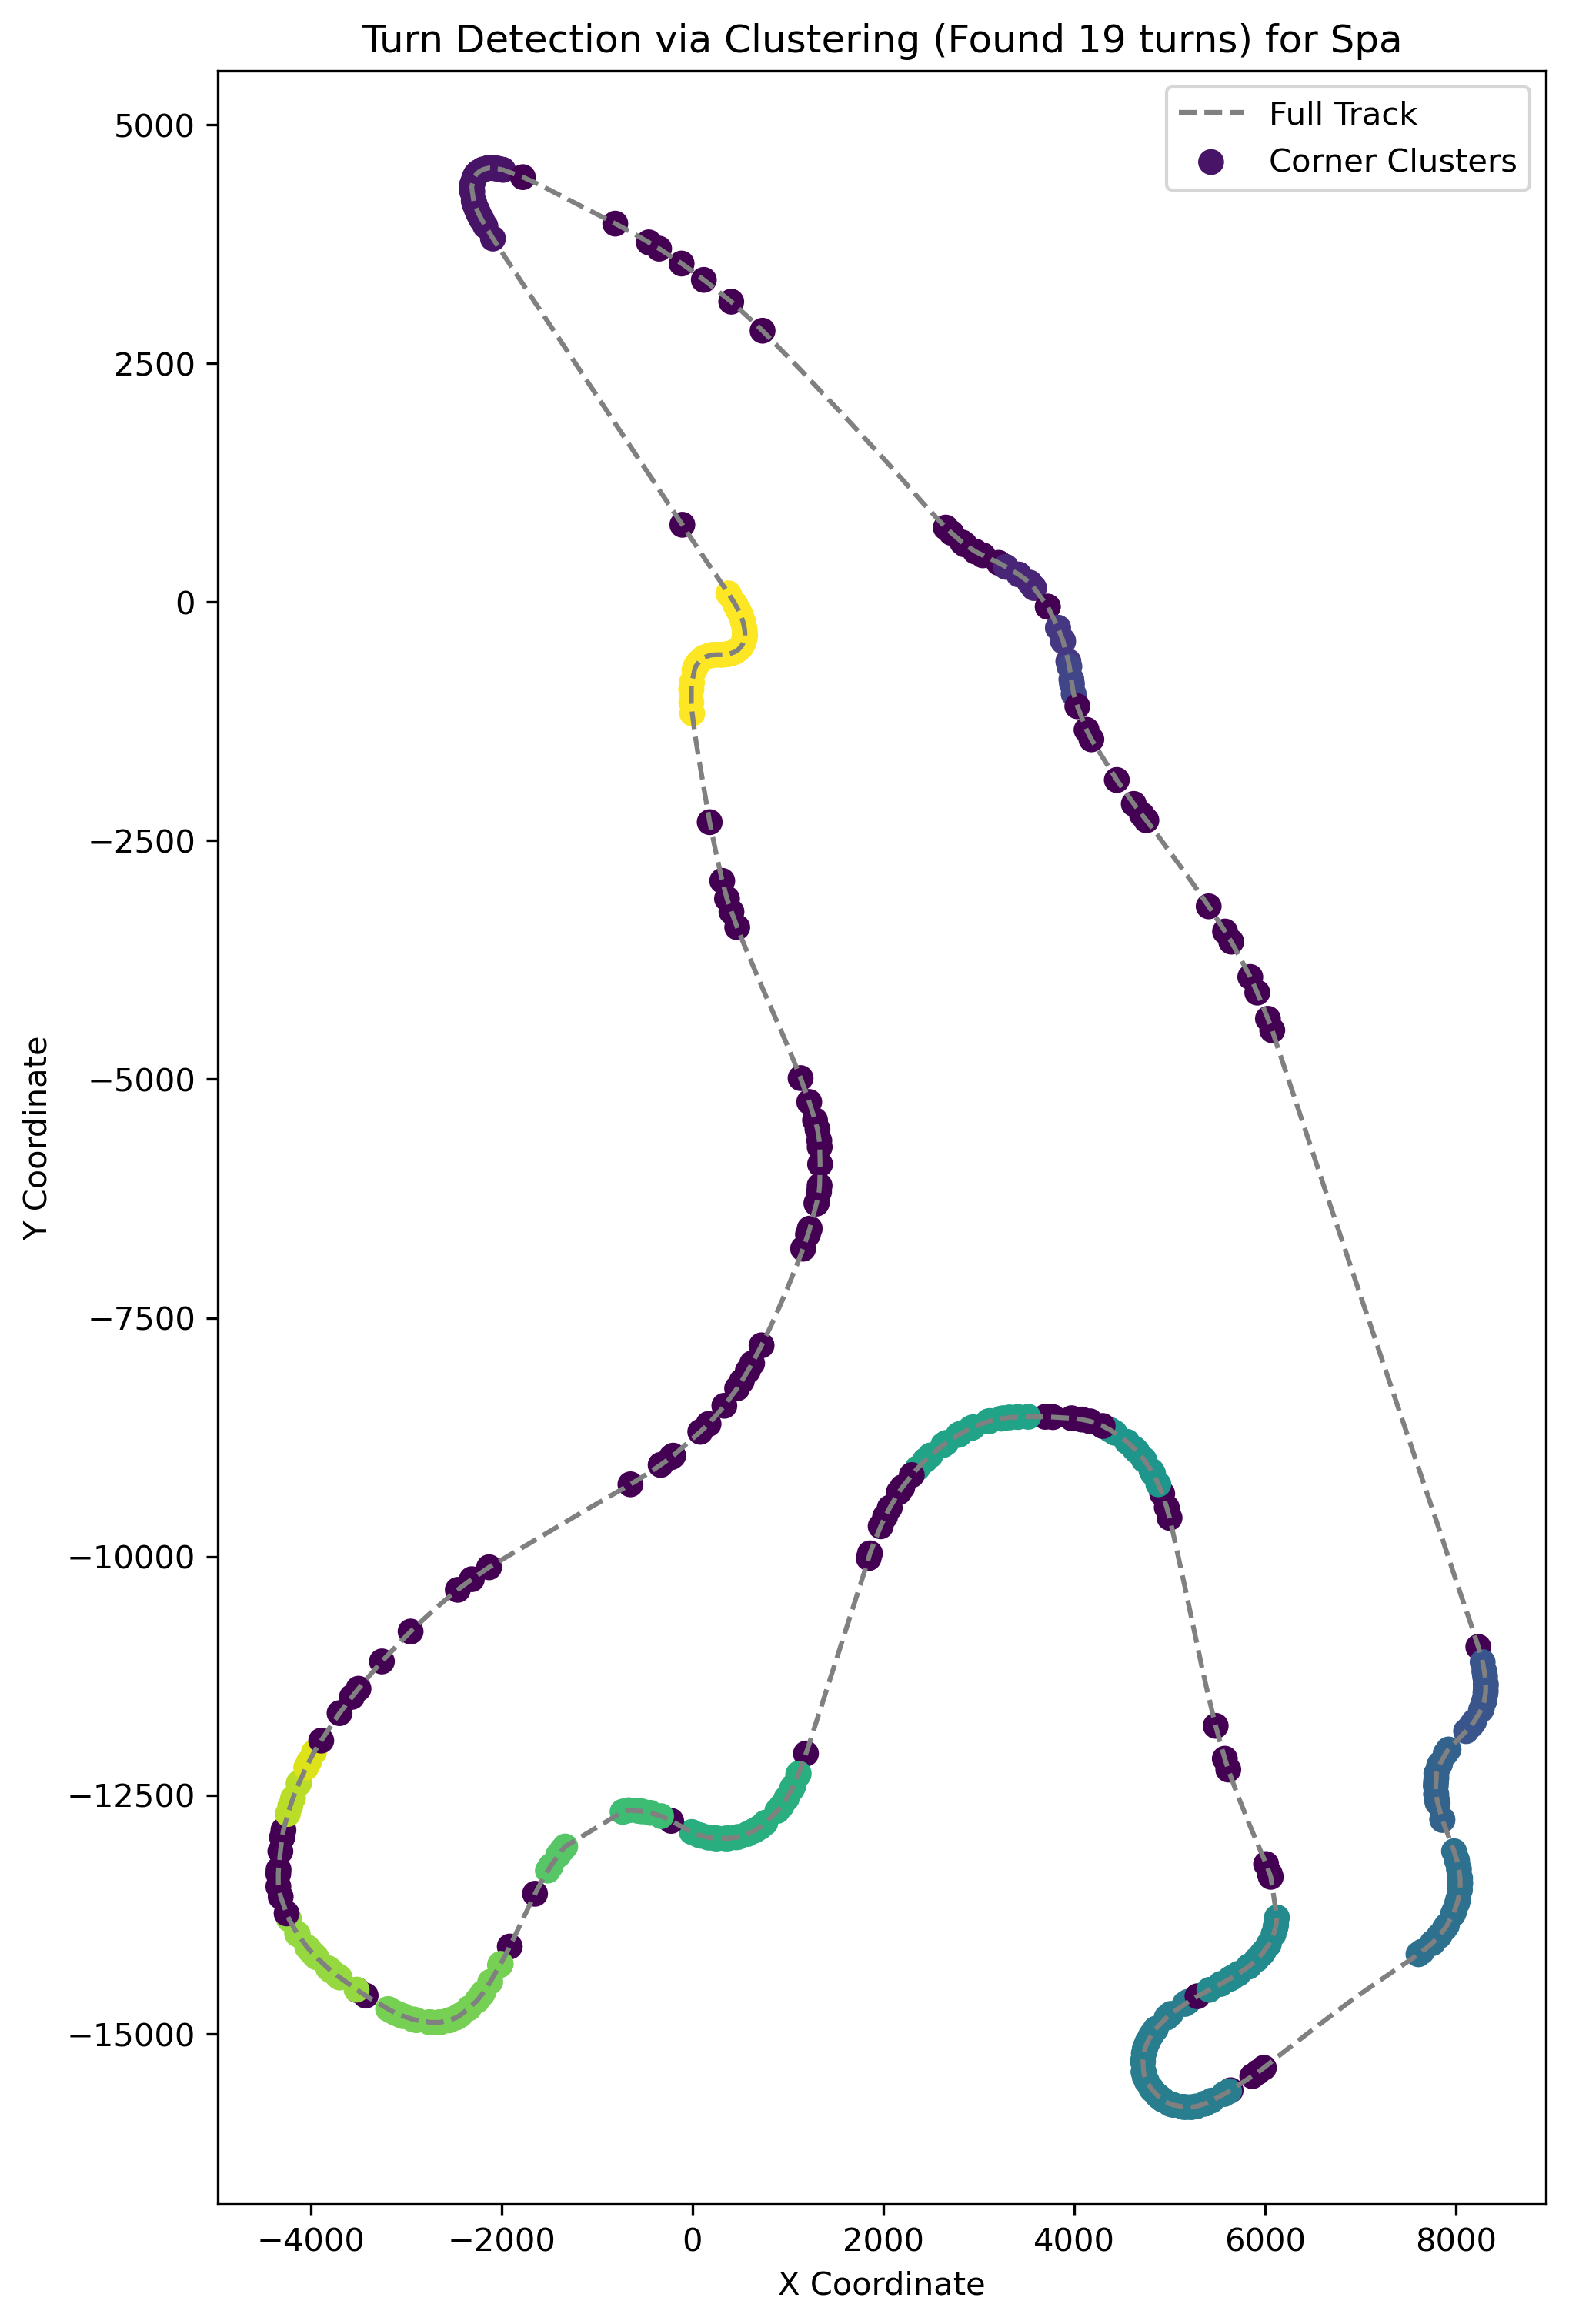 Turn Detection via Clustering (Found 19 turns) for Spa
Full Track
Corner Clusters
5000
2500
0
−2500
−5000
−7500
−10000
−12500
−15000
Y Coordinate
−4000 −2000 0 2000 4000 6000 8000
X Coordinate